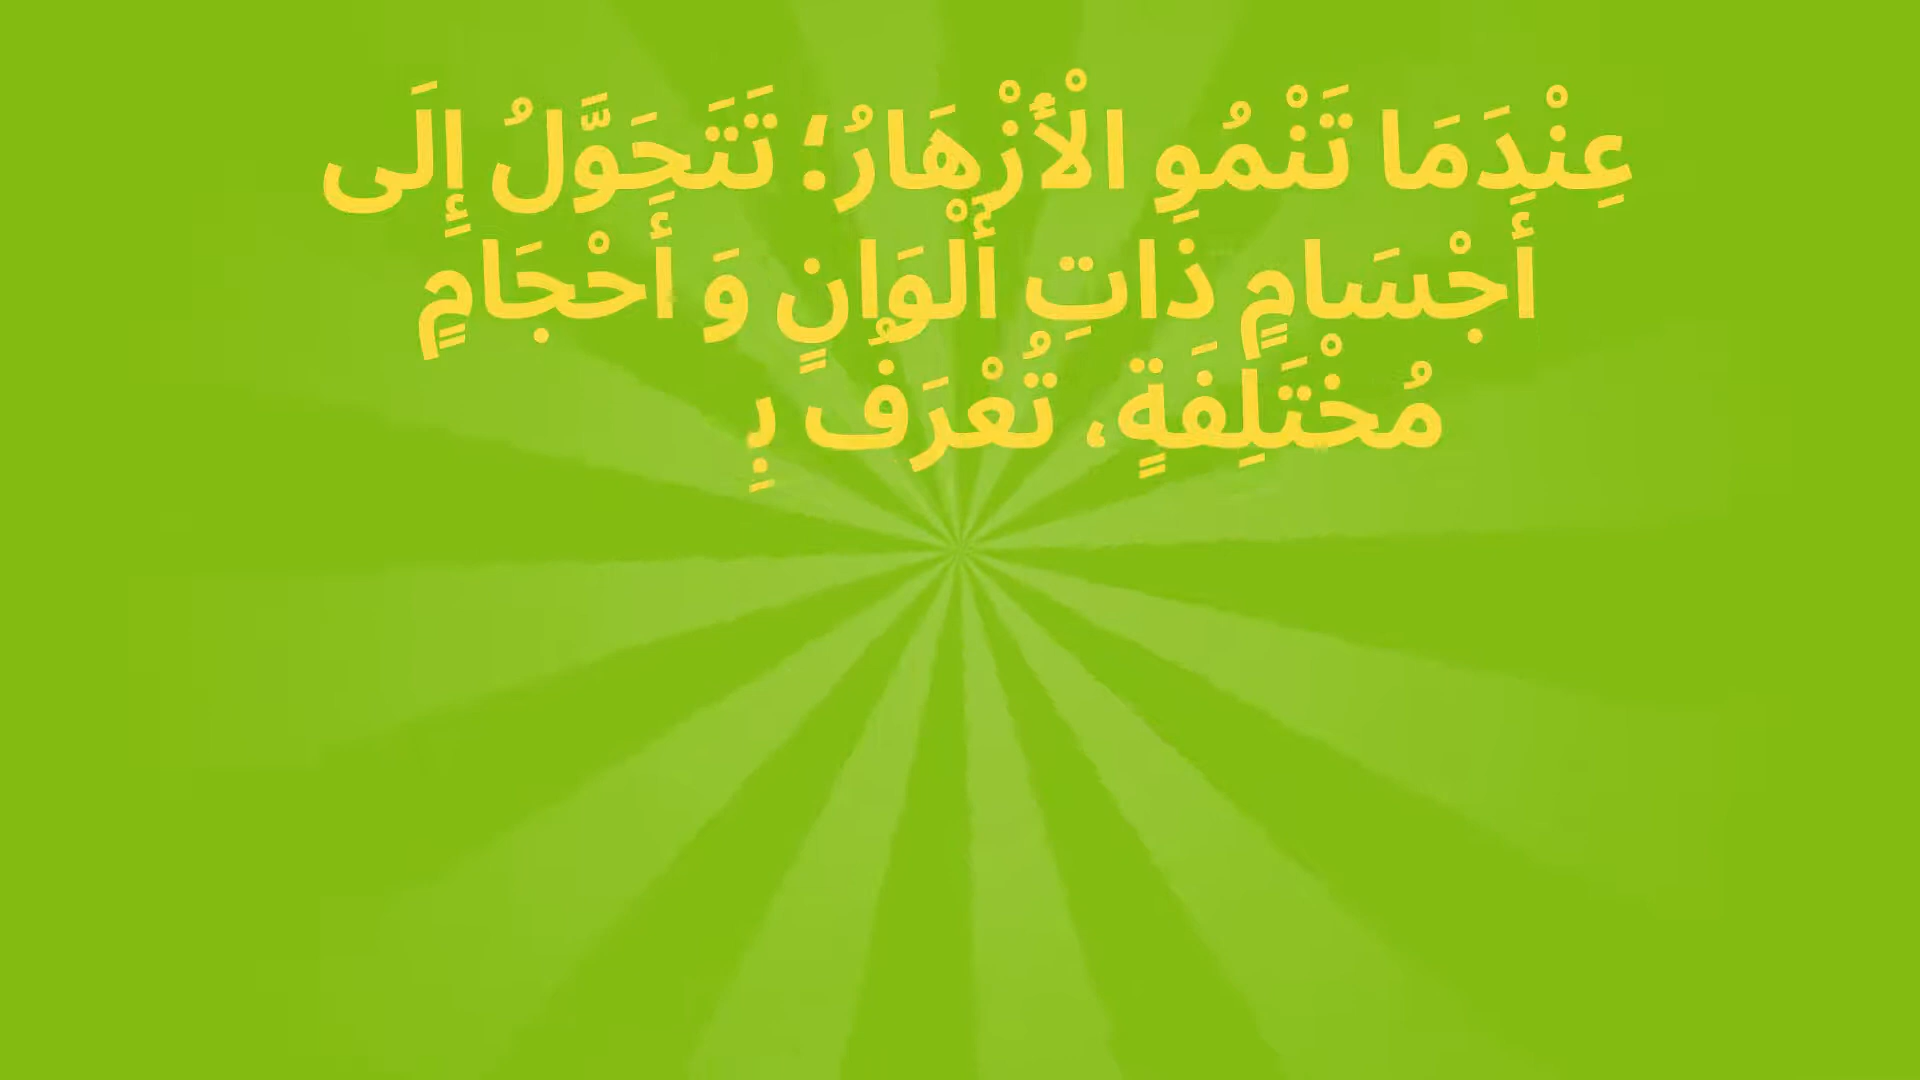 عِنْدَمَا تَنْمُو الْأَزْهَارُ؛ تَتَحَوَّلُ إِلَى
أَجْسَامٍ ذَاتِ أَلْوَانٍ وَ أَحْجَامٍ
مُخْتَلِفَةٍ، تُعْرَفُ بِـ